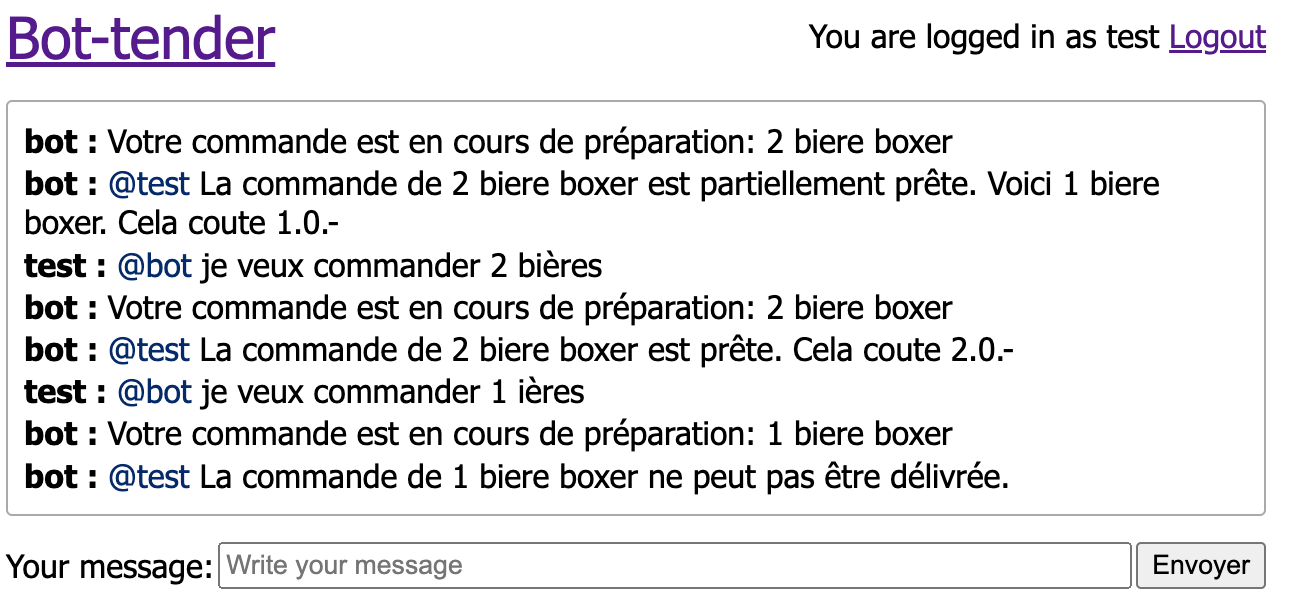 Bot-tender
You are logged in as test Logout
bot : Votre commande est en cours de préparation: 2 biere boxer
bot : @test La commande de 2 biere boxer est partiellement prête. Voici 1 biere
boxer. Cela coute 1.0.-
test : @bot je veux commander 2 bières
bot : Votre commande est en cours de préparation: 2 biere boxer
bot : @test La commande de 2 biere boxer est prête. Cela coute 2.0.-
test : @bot je veux commander 1 ières
bot : Votre commande est en cours de préparation: 1 biere boxer
bot : @test La commande de 1 biere boxer ne peut pas être délivrée.
Your message: Write your message Envoyer